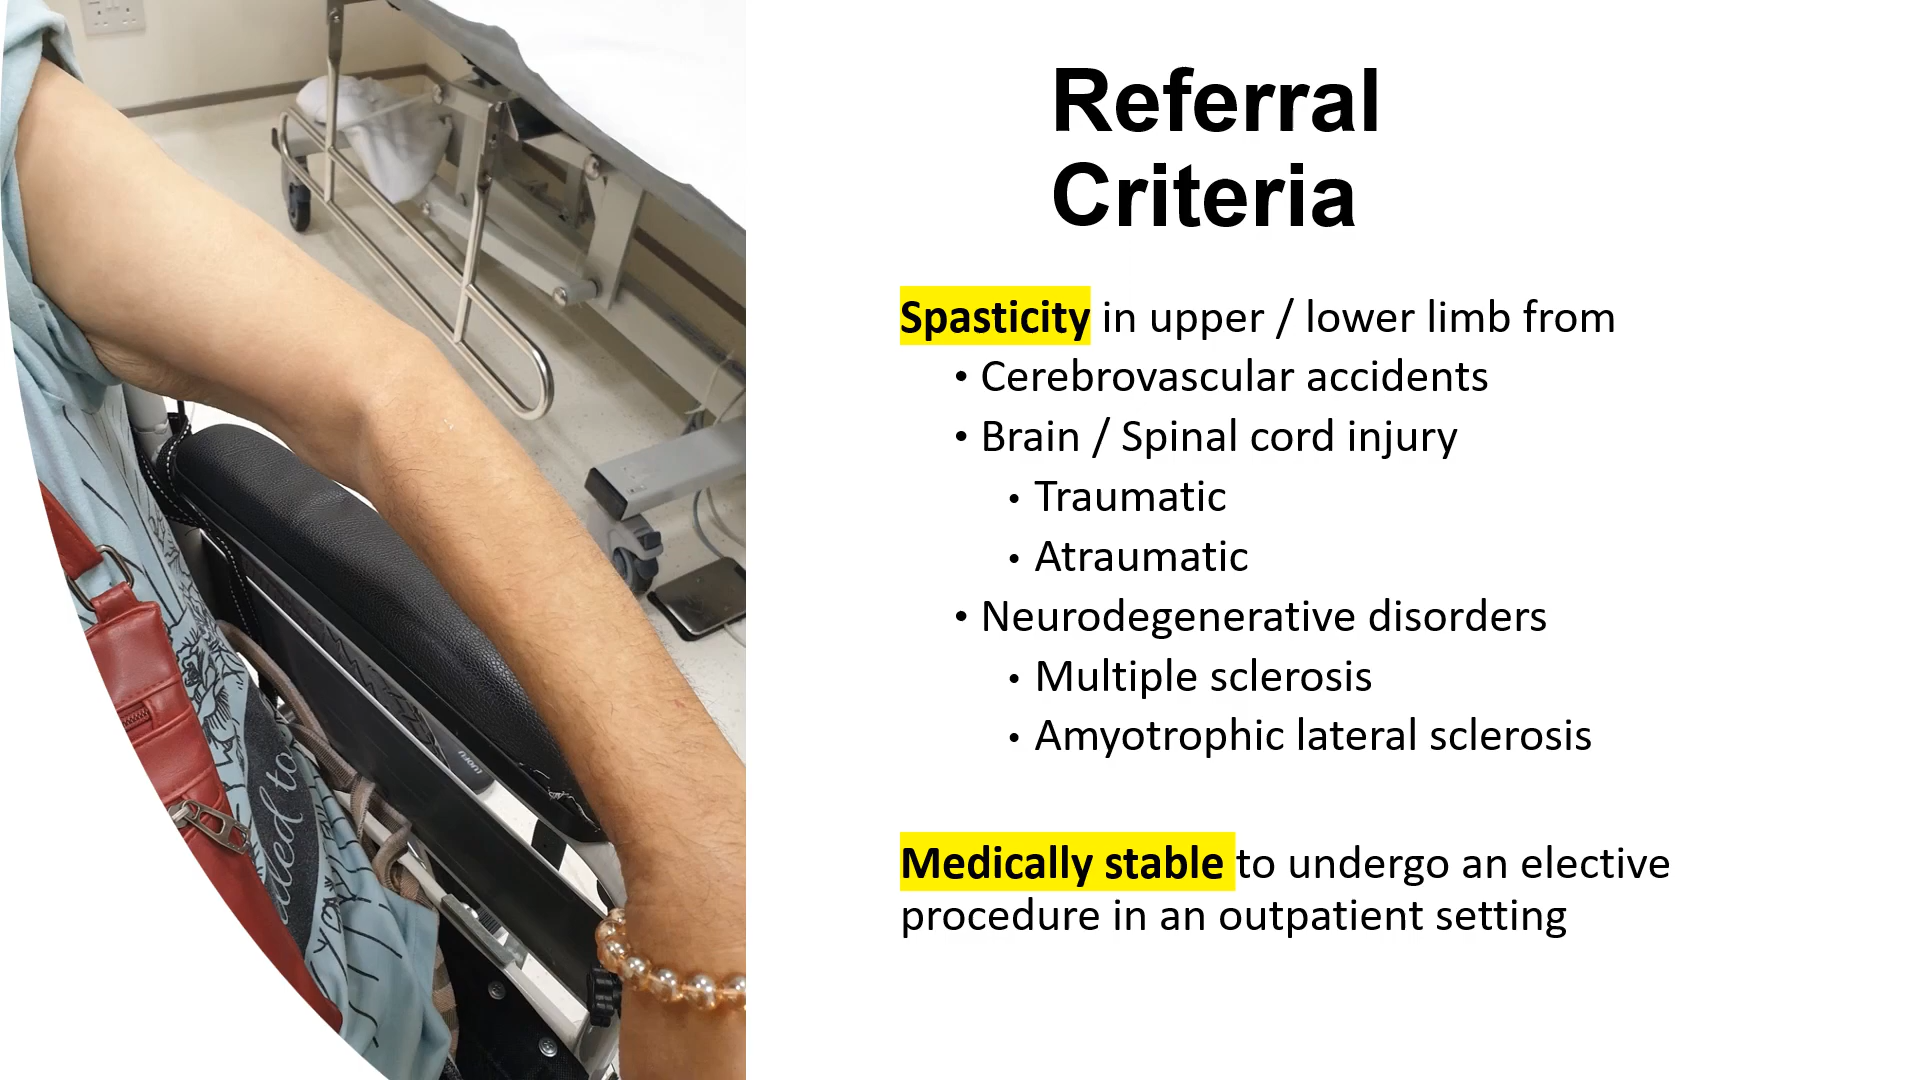 Referral
Criteria
Spasticity in upper / lower limb from
• Cerebrovascular accidents
• Brain / Spinal cord injury
• Traumatic
• Atraumatic
• Neurodegenerative disorders
• Multiple sclerosis
• Amyotrophic lateral sclerosis
Medically stable to undergo an elective
procedure in an outpatient setting